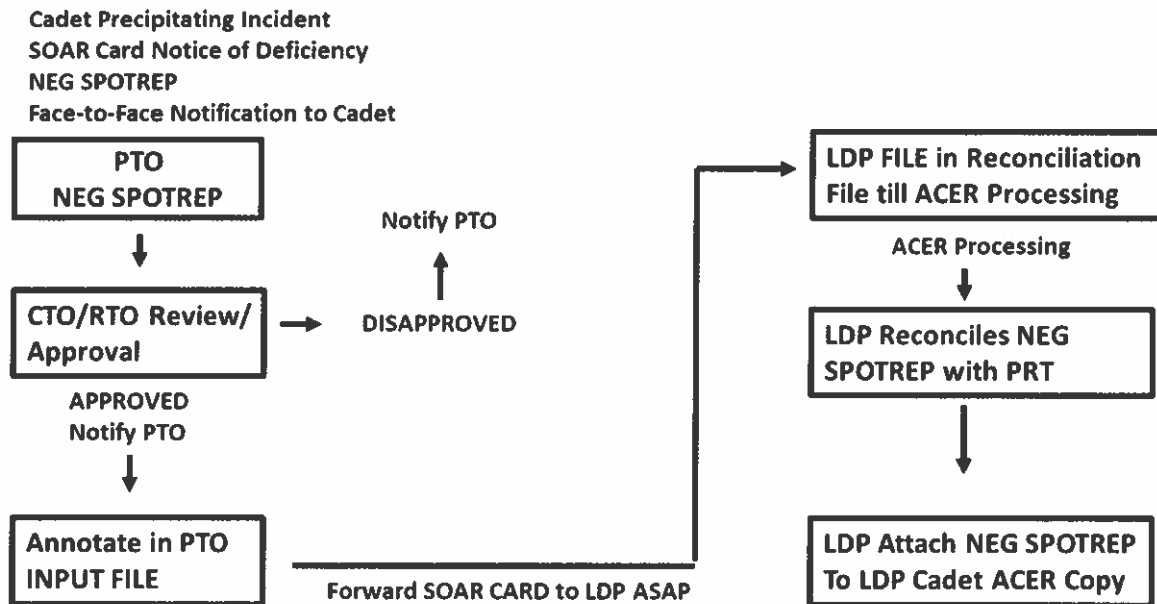 Cadet Precipitating Incident
SOAR Card Notice of Deficiency
NEG SPOTREP
Face-to-Face Notification to Cadet
PTO
NEG SPOTREP
CTO/RTO Review/
Approval
DISAPPROVED
Notify PTO
APPROVED
Notify PTO
Annotate in PTO
INPUT FILE
Forward SOAR CARD to LDP ASAP
LDP FILE in Reconciliation
File till ACER Processing
ACER Processing
LDP Reconciles NEG
SPOTREP with PRT
LDP Attach NEG SPOTREP
To LDP Cadet ACER Copy